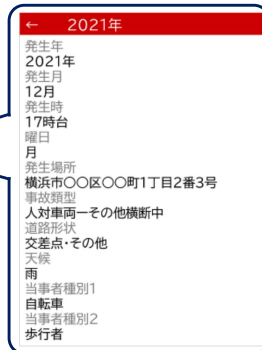 ← 2021年
発生年
2021年
発生月
12月
発生時
17時台
曜日
月
発生場所
横浜市〇〇区〇〇町1丁目2番3号
事故類型
人対車両ーその他横断中
道路形状
交差点・その他
天候
雨
当事者種別1
自転車
当事者種別2
歩行者